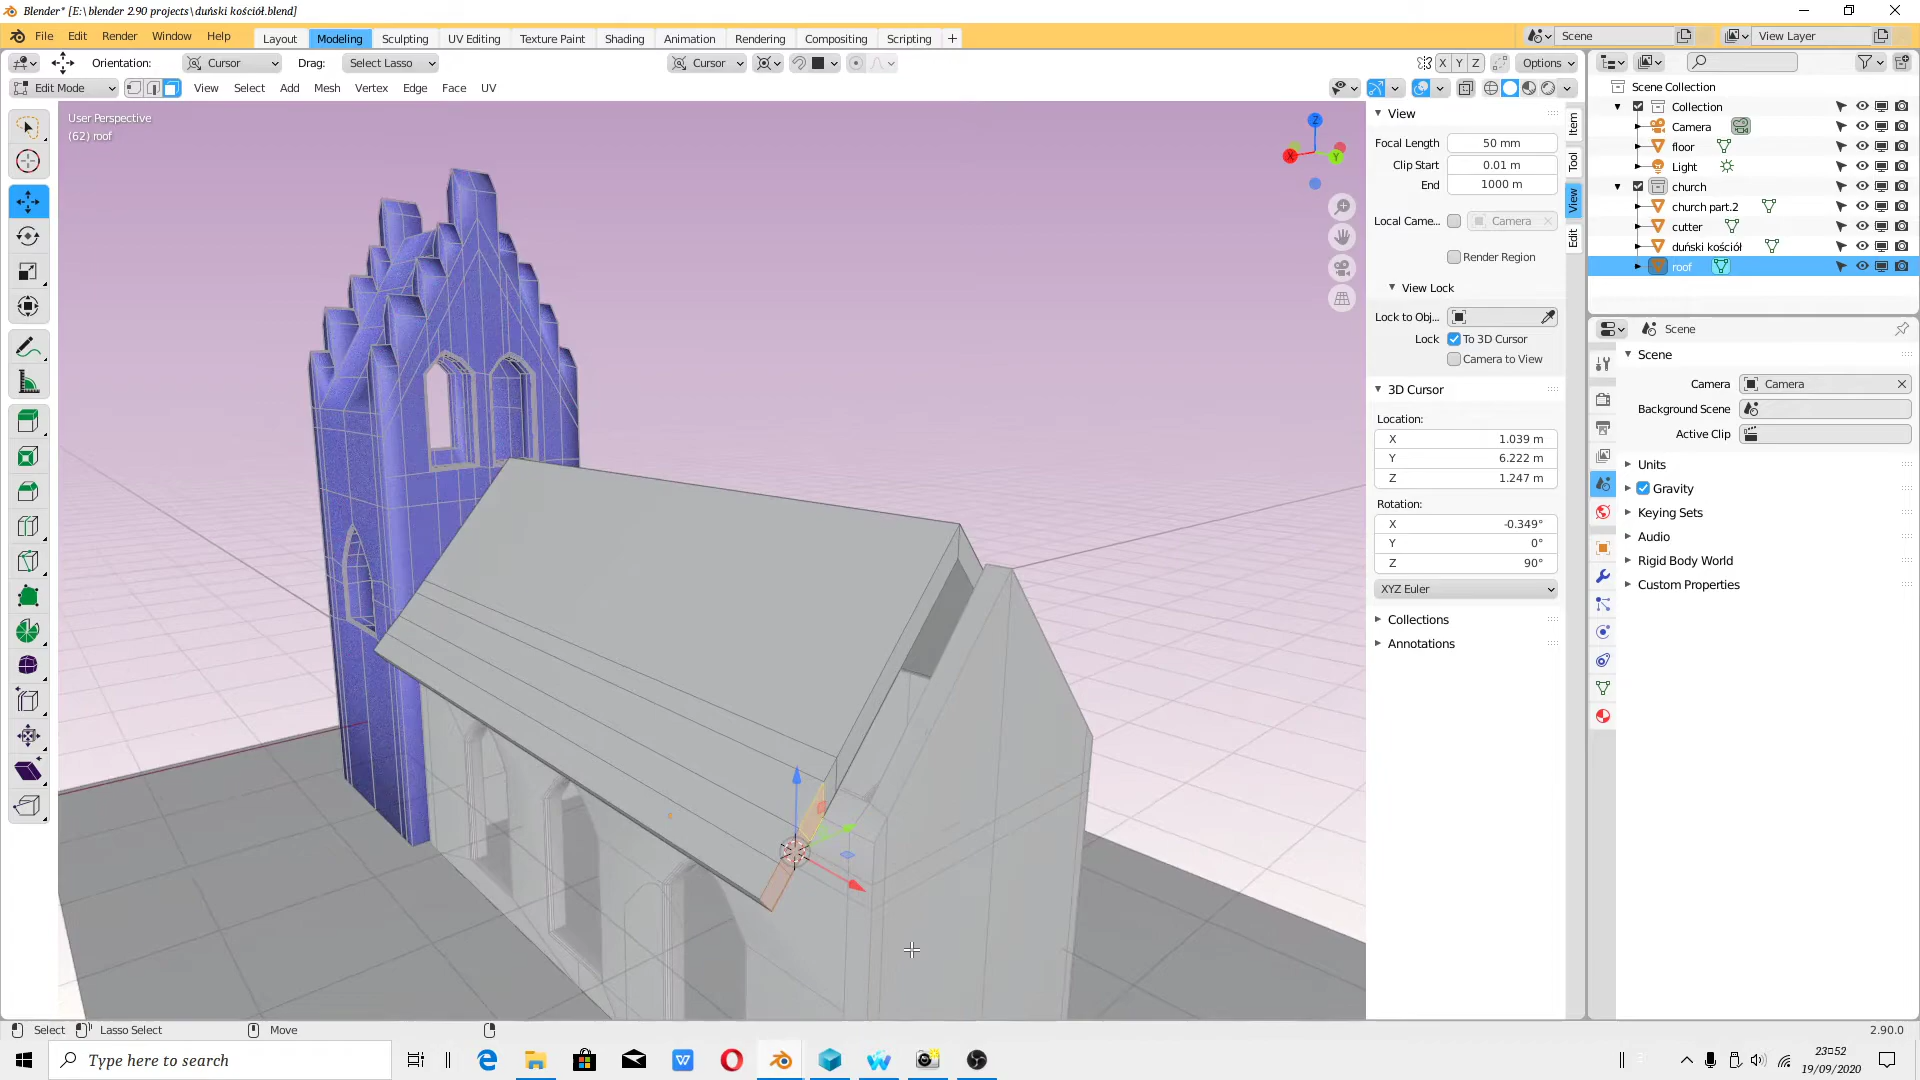 Blender* [E:\blender 2.90 projects\duński kościół.blend]
File Edit Render Window Help
Layout Modeling Sculpting UV Editing Texture Paint Shading Animation Rendering Compositing Scripting +
Scene
View Layer
Orientation: Cursor Drag: Select Lasso
Cursor
X Y Z Options
Edit Mode View Select Add Mesh Vertex Edge Face UV
User Perspective
(62) roof
Z
X
Y
Item
Tool
View
Edit
View
Focal Length 50 mm
Clip Start 0.01 m
End 1000 m
Local Came... Camera
Render Region
View Lock
Lock to Obj...
Lock To 3D Cursor
Camera to View
3D Cursor
Location:
X 1.039 m
Y 6.222 m
Z 1.247 m
Rotation:
X -0.349°
Y 0°
Z 90°
XYZ Euler
Collections
Annotations
Scene Collection
Collection
Camera
floor
Light
church
church part.2
cutter
duński kościół
roof
Scene
Scene
Camera Camera
Background Scene
Active Clip
Units
Gravity
Keying Sets
Audio
Rigid Body World
Custom Properties
Select Lasso Select Move
2.90.0
Type here to search
23:52
19/09/2020